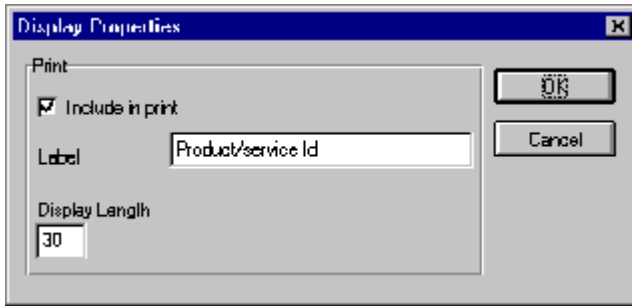 Display Properties
Print
Include in print
Label
Product/service Id
Display Length
30
OK
Cancel